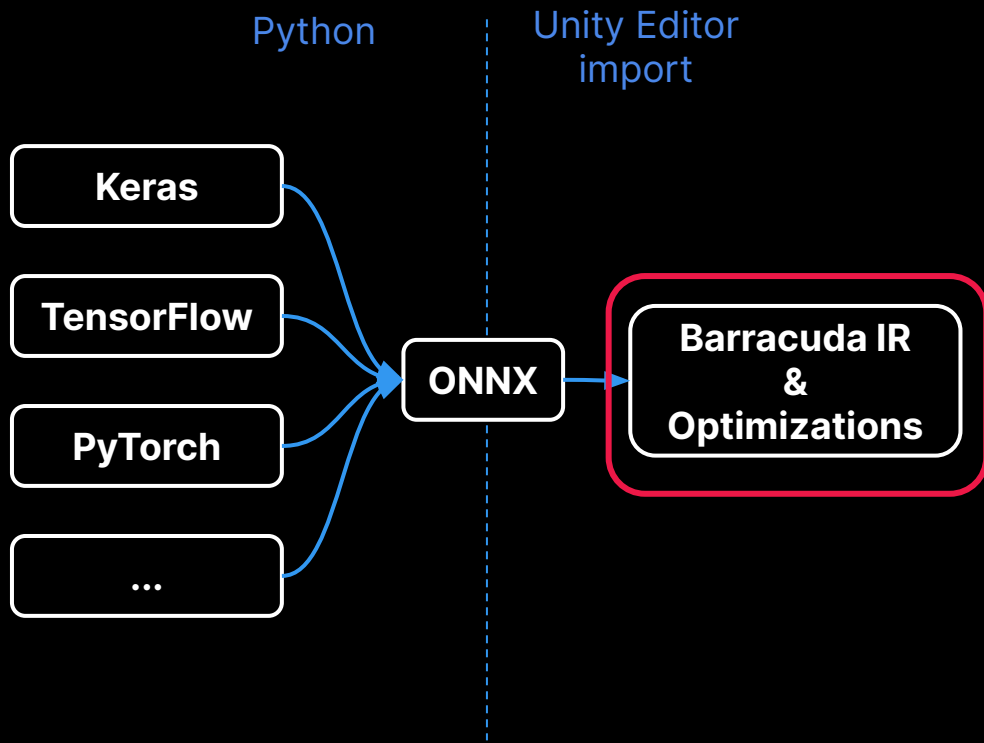 Python
Unity Editor
import
Keras
TensorFlow
PyTorch
...
ONNX
Barracuda IR
&
Optimizations